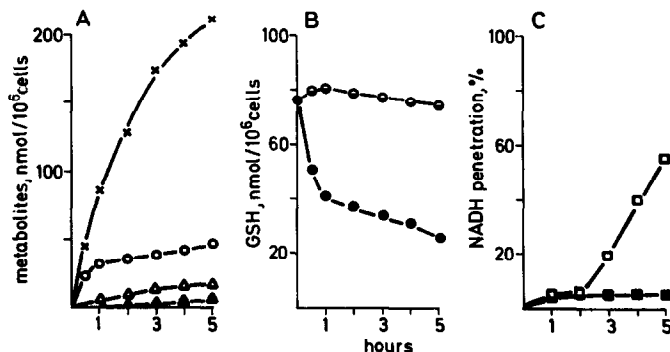 A
metabolites, nmol/10⁶cells
200
100
1
3
5
B
GSH, nmol/10⁶cells
100
60
20
1
3
5
hours
C
NADH penetration, %
100
60
20
1
3
5